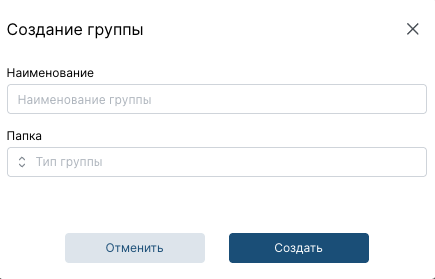 Создание группы
Наименование
Наименование группы
Папка
Тип группы
Отменить
Создать